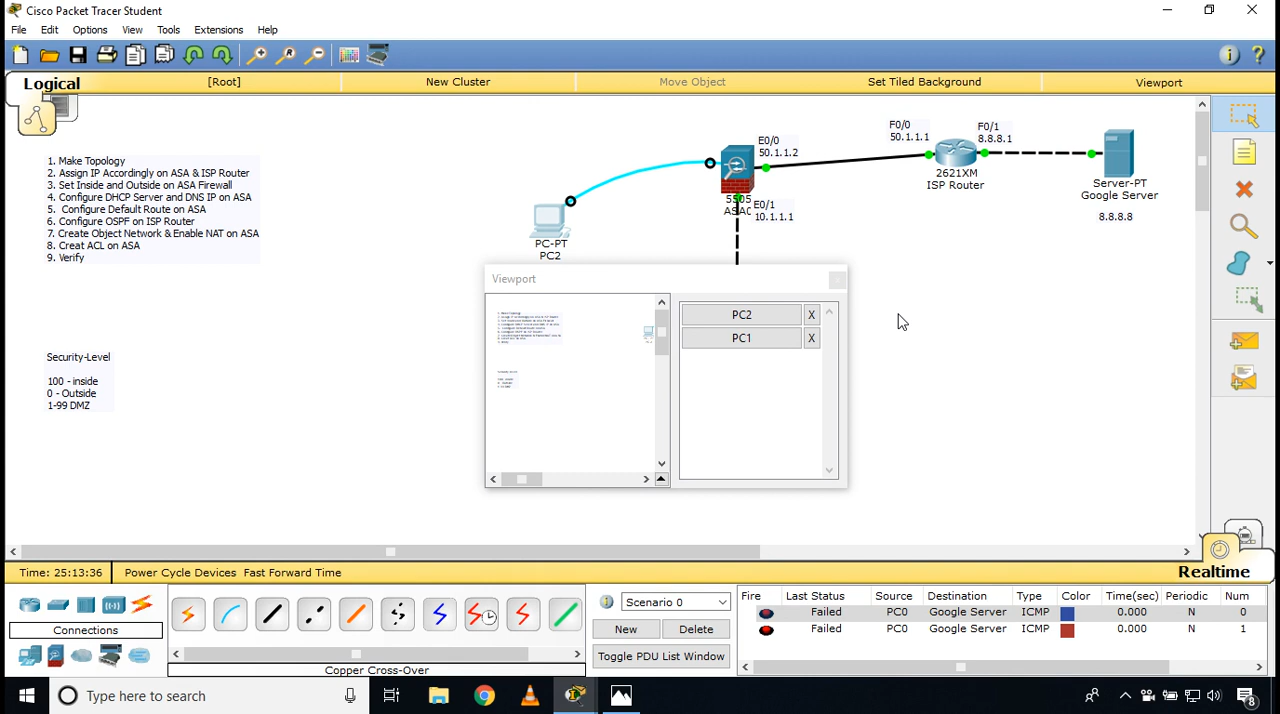 Cisco Packet Tracer Student
File Edit Options View Tools Extensions Help
Logical [Root] New Cluster Move Object Set Tiled Background Viewport
1. Make Topology
2. Assign IP Accordingly on ASA & ISP Router
3. Set Inside and Outside on ASA Firewall
4. Configure DHCP Server and DNS IP on ASA
5. Configure Default Route on ASA
6. Configure OSPF on ISP Router
7. Create Object Network & Enable NAT on ASA
8. Creat ACL on ASA
9. Verify
Security-Level
100 - inside
0 - Outside
1-99 DMZ
PC-PT
PC2
E0/0
50.1.1.2
5505
ASA0
E0/1
10.1.1.1
F0/0
50.1.1.1
F0/1
8.8.8.1
2621XM
ISP Router
Server-PT
Google Server
8.8.8.8
Viewport
PC2 X
PC1 X
Time: 25:13:36 Power Cycle Devices Fast Forward Time Realtime
Connections
Copper Cross-Over
Scenario 0
New Delete
Toggle PDU List Window
Fire Last Status Source Destination Type Color Time(sec) Periodic Num
Failed PC0 Google Server ICMP 0.000 N 0
Failed PC0 Google Server ICMP 0.000 N 1
Type here to search
8